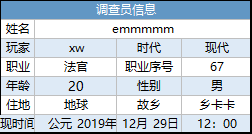 调查员信息
姓名 emmmmm
玩家 xw 时代 现代
职业 法官 职业序号 67
年龄 20 性别 男
住地 地球 故乡 乡卡卡
现时间 公元 2019年 12月 29日 12：00